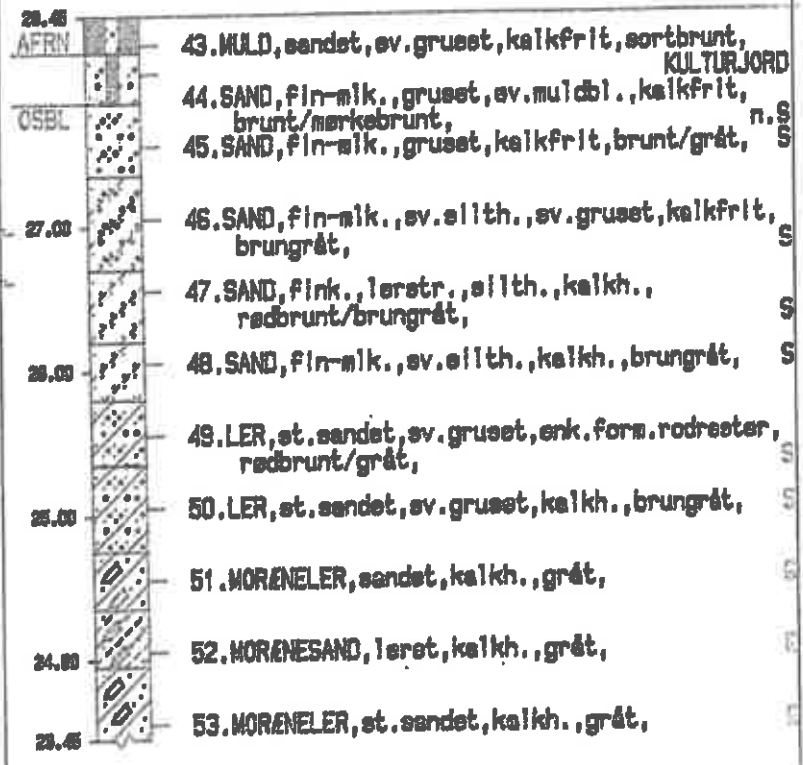 28.45
AFRN
43.MULD,sandet,sv.gruset,kalkfrit,sortbrunt,
KULTURJORD
44.SAND,fin-mlk.,gruset,sv.muldbl.,kalkfrit,
brunt/mørkebrunt, n.S
OSBL
45.SAND,fin-mlk.,gruset,kalkfrit,brunt/gråt, S
27.00
46.SAND,fin-mlk.,sv.silth.,sv.gruset,kalkfrit,
brungråt, S
47.SAND,fink.,lerstr.,silth.,kalkh.,
rødbrunt/brungråt, S
26.00
48.SAND,fin-mlk.,sv.silth.,kalkh.,brungråt, S
49.LER,st.sandet,sv.gruset,enk.form.rodrester,
rødbrunt/gråt, S
25.00
50.LER,st.sandet,sv.gruset,kalkh.,brungråt, S
51.MORÆNELER,sandet,kalkh.,gråt, S
24.00
52.MORÆNESAND,leret,kalkh.,gråt,
53.MORÆNELER,st.sandet,kalkh.,gråt,
23.45